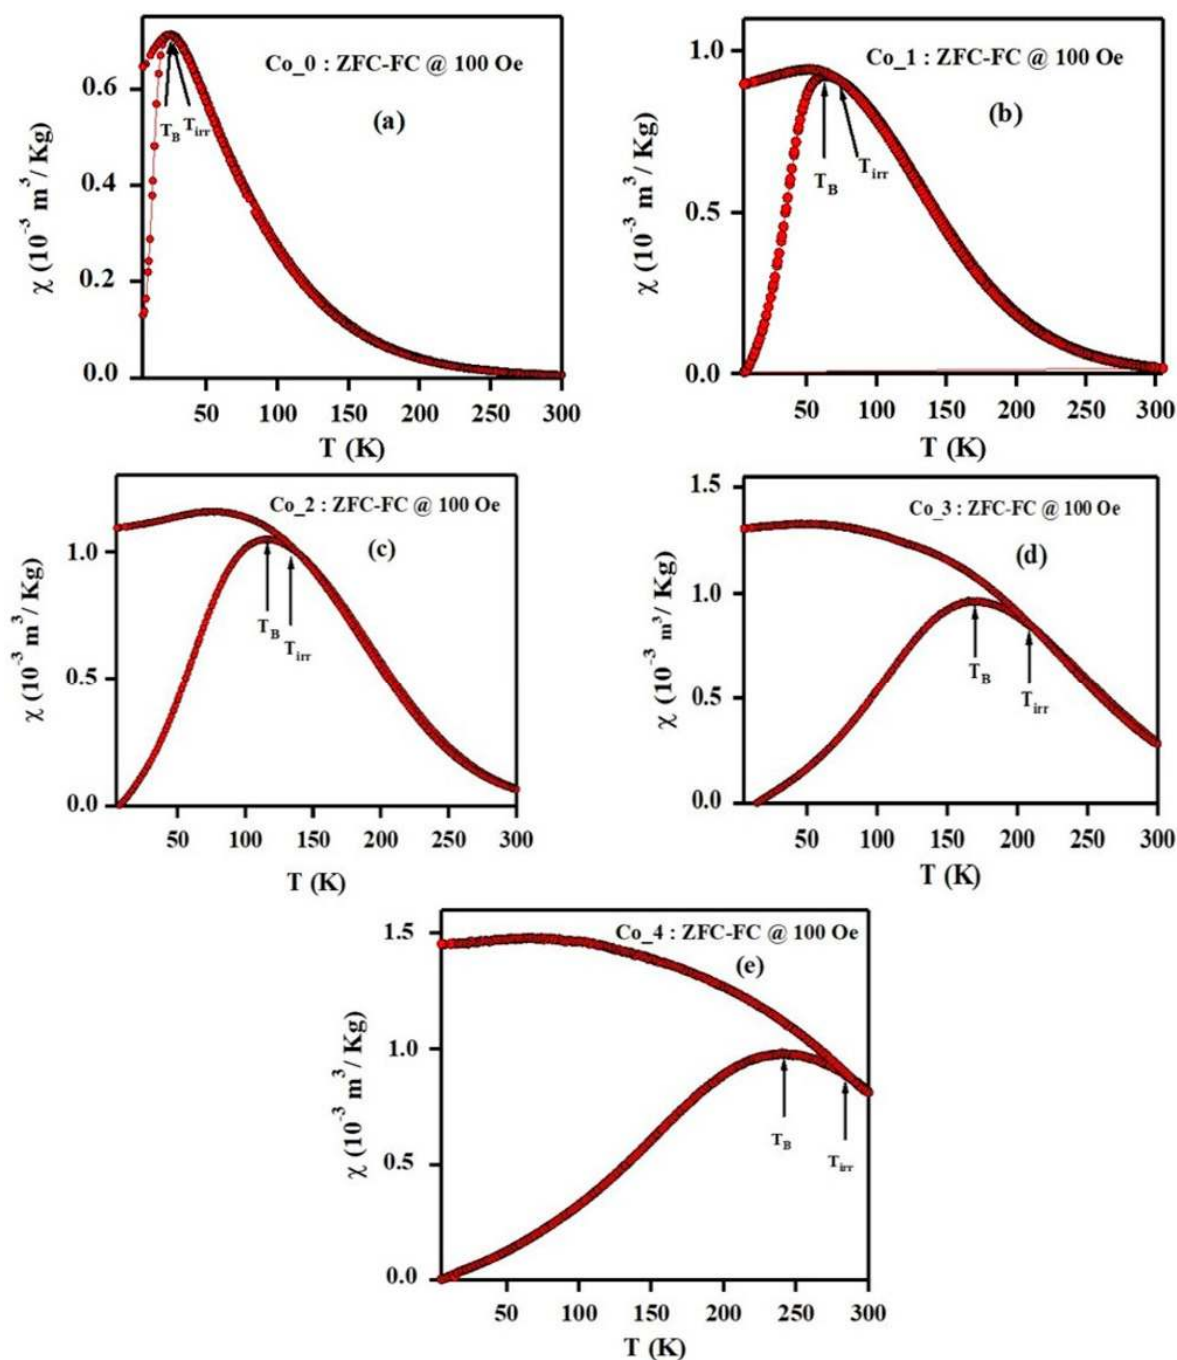 Co_0 : ZFC-FC @ 100 Oe
(a)
T_B T_irr
χ (10⁻³ m³/ Kg)
0.6
0.4
0.2
0.0
50 100 150 200 250 300
T (K)
Co_1 : ZFC-FC @ 100 Oe
(b)
T_B T_irr
χ (10⁻³ m³/ Kg)
1.0
0.5
0.0
50 100 150 200 250 300
T (K)
Co_2 : ZFC-FC @ 100 Oe
(c)
T_B T_irr
χ (10⁻³ m³/ Kg)
1.0
0.5
0.0
50 100 150 200 250 300
T (K)
Co_3 : ZFC-FC @ 100 Oe
(d)
T_B T_irr
χ (10⁻³ m³/ Kg)
1.5
1.0
0.5
0.0
50 100 150 200 250 300
T (K)
Co_4 : ZFC-FC @ 100 Oe
(e)
T_B T_irr
χ (10⁻³ m³/ Kg)
1.5
1.0
0.5
0.0
50 100 150 200 250 300
T (K)